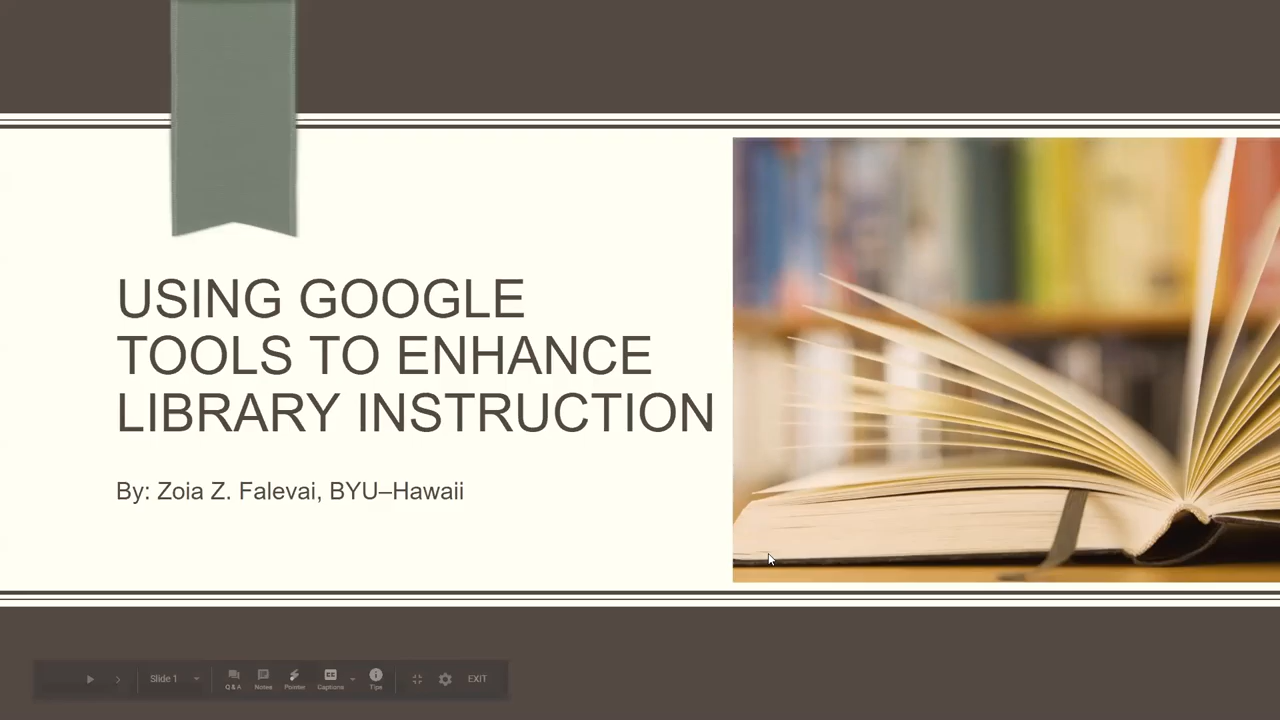 USING GOOGLE
TOOLS TO ENHANCE
LIBRARY INSTRUCTION
By: Zoia Z. Falevai, BYU–Hawaii
Slide 1
Q & A
Notes
Pointer
Captions
Tips
EXIT